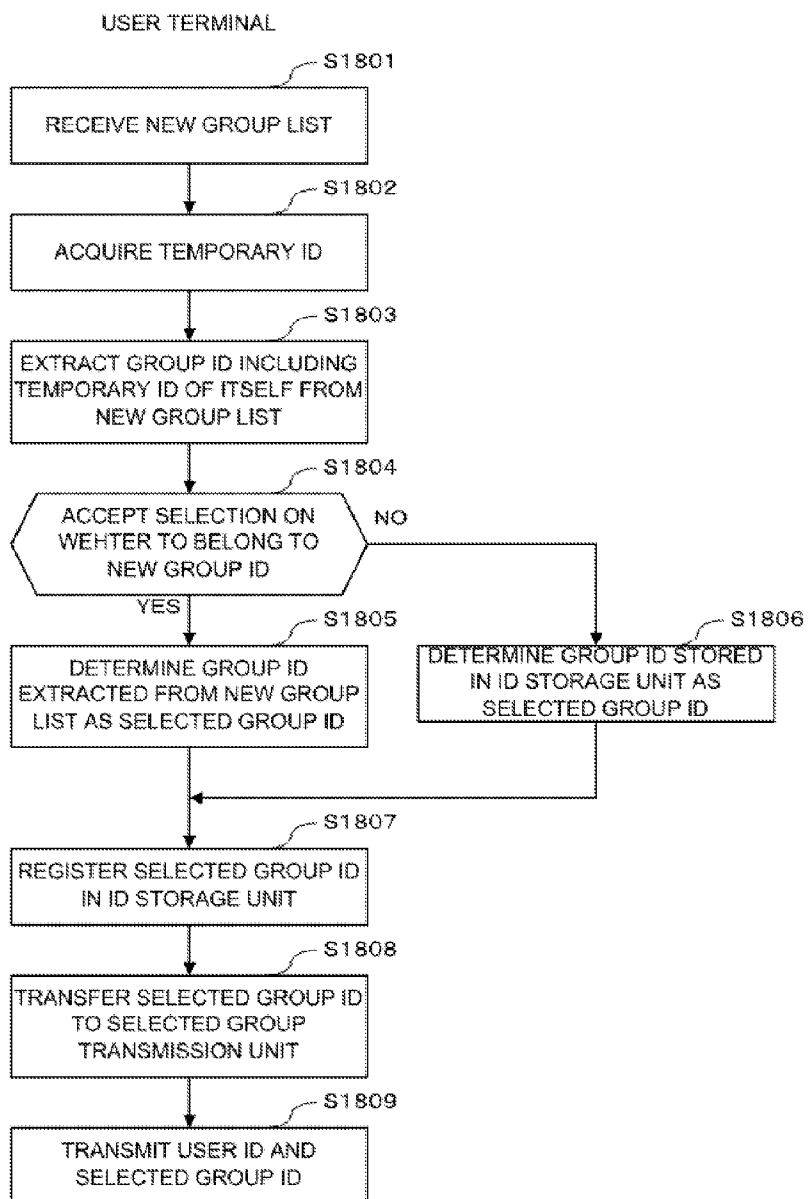 USER TERMINAL
S1801
RECEIVE NEW GROUP LIST
S1802
ACQUIRE TEMPORARY ID
S1803
EXTRACT GROUP ID INCLUDING
TEMPORARY ID OF ITSELF FROM
NEW GROUP LIST
S1804
ACCEPT SELECTION ON
WEHTER TO BELONG TO
NEW GROUP ID
NO
YES
S1805
DETERMINE GROUP ID
EXTRACTED FROM NEW GROUP
LIST AS SELECTED GROUP ID
S1806
DETERMINE GROUP ID STORED
IN ID STORAGE UNIT AS
SELECTED GROUP ID
S1807
REGISTER SELECTED GROUP ID
IN ID STORAGE UNIT
S1808
TRANSFER SELECTED GROUP ID
TO SELECTED GROUP
TRANSMISSION UNIT
S1809
TRANSMIT USER ID AND
SELECTED GROUP ID